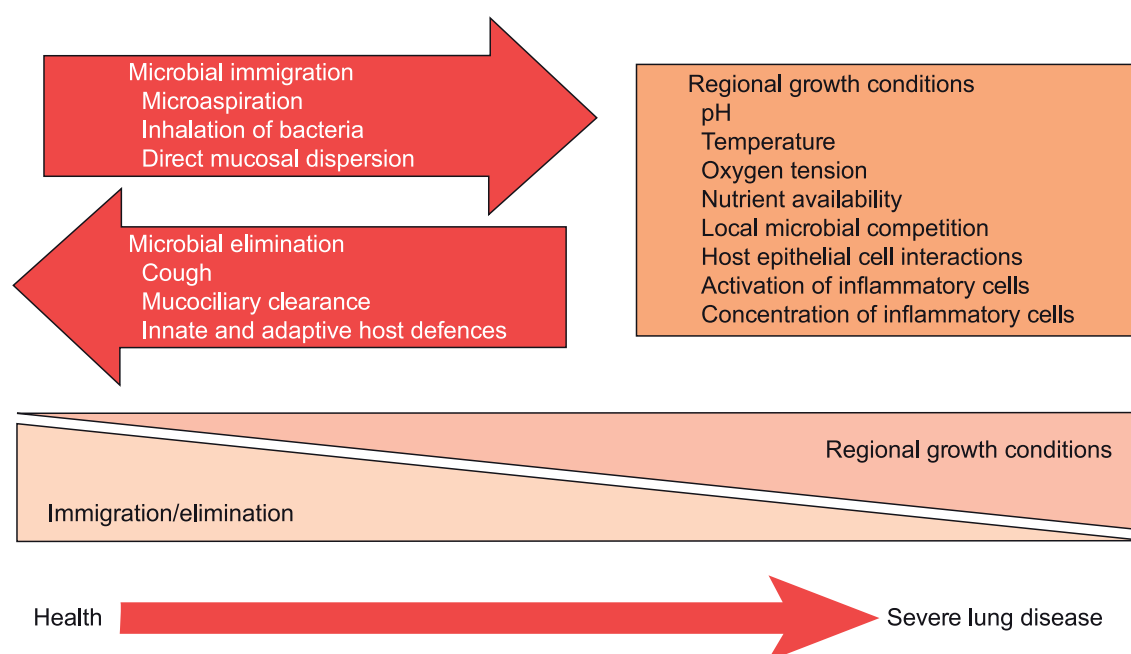 Microbial immigration
Microaspiration
Inhalation of bacteria
Direct mucosal dispersion
Microbial elimination
Cough
Mucociliary clearance
Innate and adaptive host defences
Regional growth conditions
pH
Temperature
Oxygen tension
Nutrient availability
Local microbial competition
Host epithelial cell interactions
Activation of inflammatory cells
Concentration of inflammatory cells
Regional growth conditions
Immigration/elimination
Health
Severe lung disease